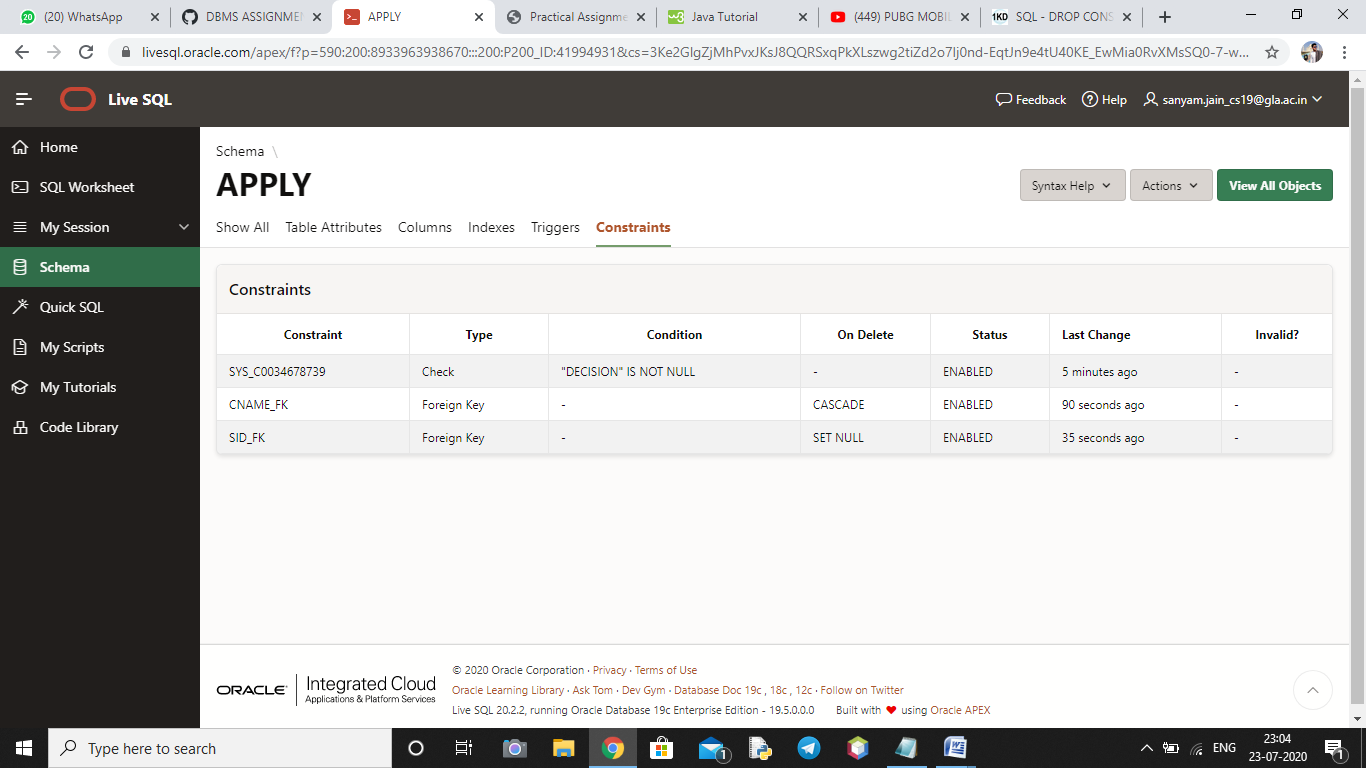 (20) WhatsApp
DBMS ASSIGNMEN
APPLY
Practical Assignme
Java Tutorial
(449) PUBG MOBIL
1KD SQL - DROP CONS
livesql.oracle.com/apex/f?p=590:200:8933963938670:::200:P200_ID:41994931&cs=3Ke2GlgZjMhPvxJKsJ8QQRSxqPkXLszwg2tiZd2o7Ij0nd-EqtJn9e4tU40KE_EwMia0RvXMsSQ0-7-w...
Live SQL
Feedback
Help
sanyam.jain_cs19@gla.ac.in
Home
SQL Worksheet
My Session
Schema
Quick SQL
My Scripts
My Tutorials
Code Library
Schema \
APPLY
Syntax Help
Actions
View All Objects
Show All Table Attributes Columns Indexes Triggers Constraints
Constraints
Constraint Type Condition On Delete Status Last Change Invalid?
SYS_C0034678739 Check "DECISION" IS NOT NULL - ENABLED 5 minutes ago -
CNAME_FK Foreign Key - CASCADE ENABLED 90 seconds ago -
SID_FK Foreign Key - SET NULL ENABLED 35 seconds ago -
ORACLE Integrated Cloud
Applications & Platform Services
© 2020 Oracle Corporation · Privacy · Terms of Use
Oracle Learning Library · Ask Tom · Dev Gym · Database Doc 19c , 18c , 12c · Follow on Twitter
Live SQL 20.2.2, running Oracle Database 19c Enterprise Edition - 19.5.0.0.0 Built with ❤ using Oracle APEX
Type here to search
1
ENG
23:04
23-07-2020
1